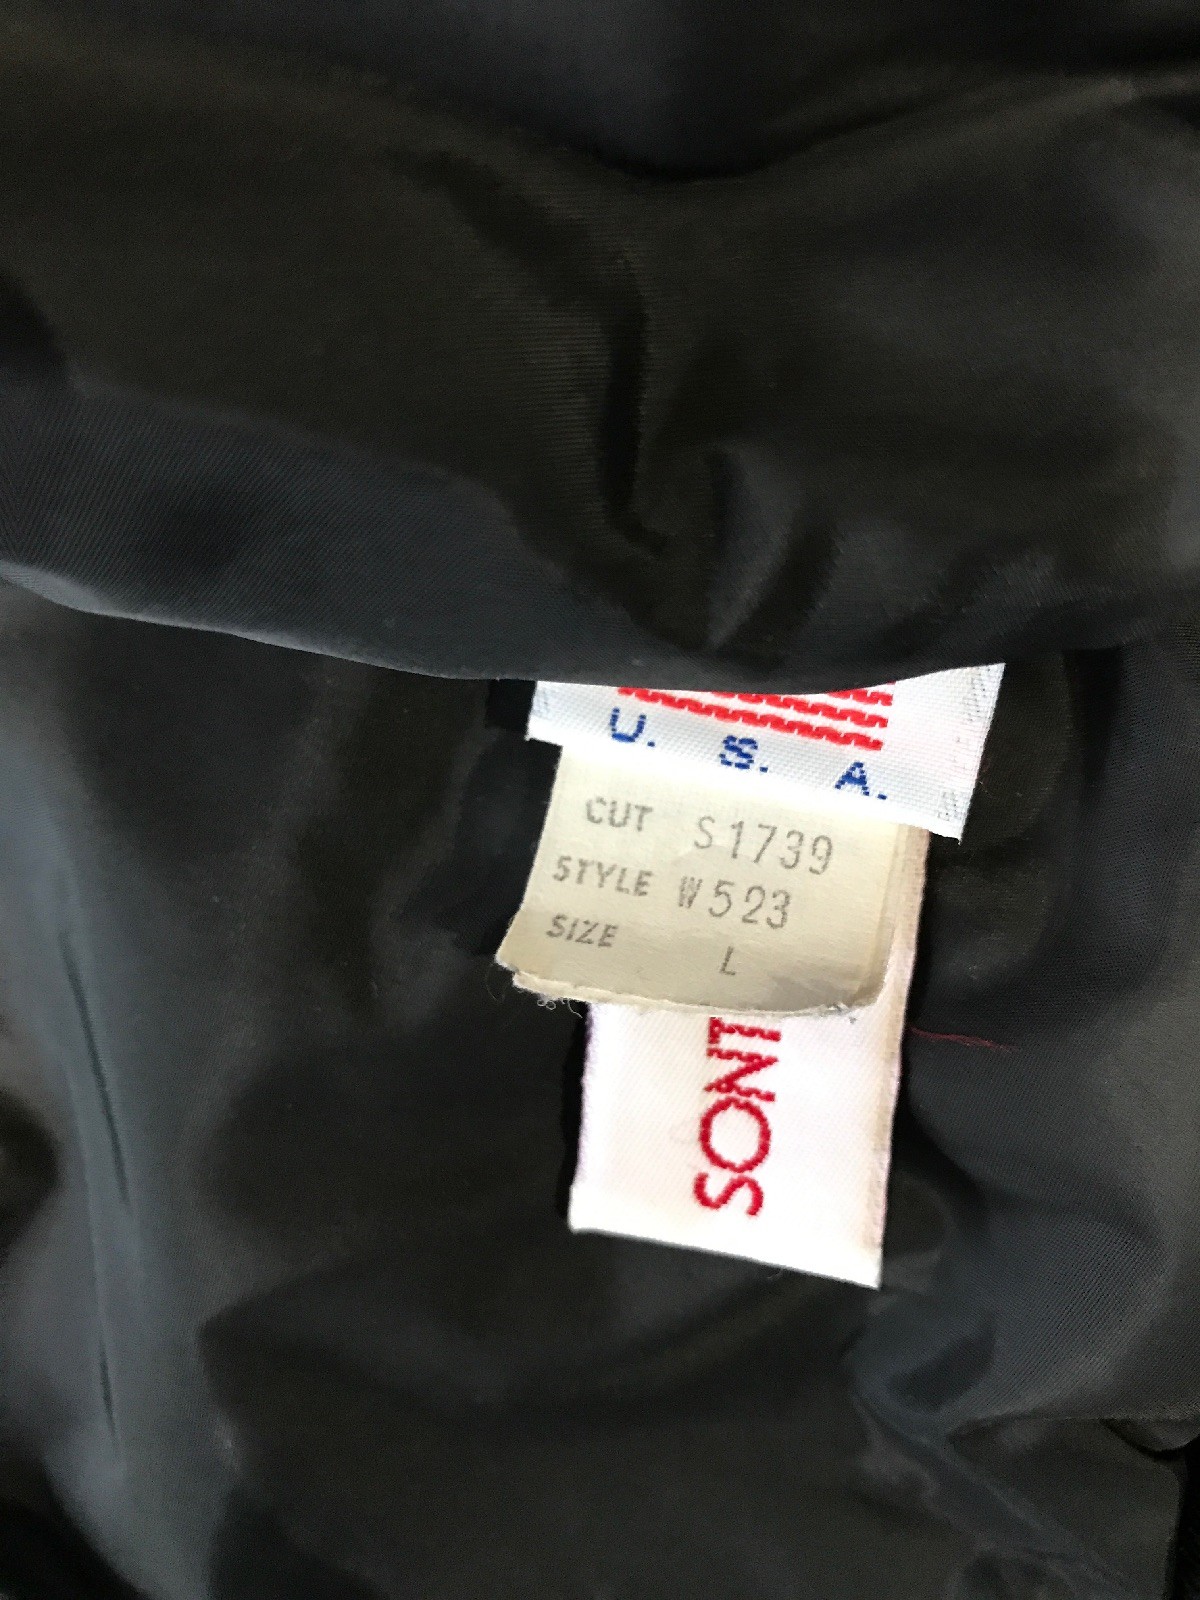 U. S. A.
CUT S1739
STYLE W523
SIZE L
SONT